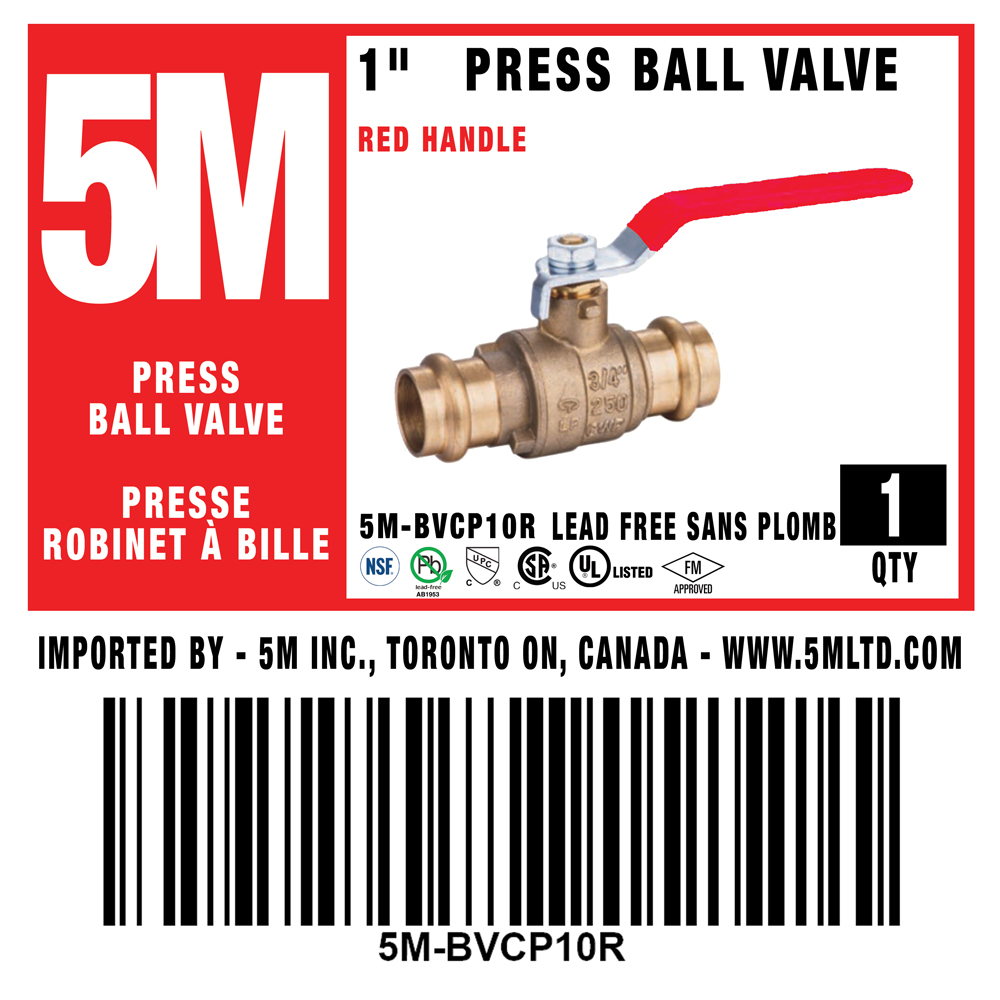 5M
PRESS
BALL VALVE
PRESSE
ROBINET À BILLE
1" PRESS BALL VALVE
RED HANDLE
3/4"
250
LF
5M-BVCP10R LEAD FREE SANS PLOMB
1
QTY
NSF
Pb
lead-free
AB1953
UPC
C ®
SA ®
C US
UL ®
LISTED
FM
APPROVED
IMPORTED BY - 5M INC., TORONTO ON, CANADA - WWW.5MLTD.COM
5M-BVCP10R